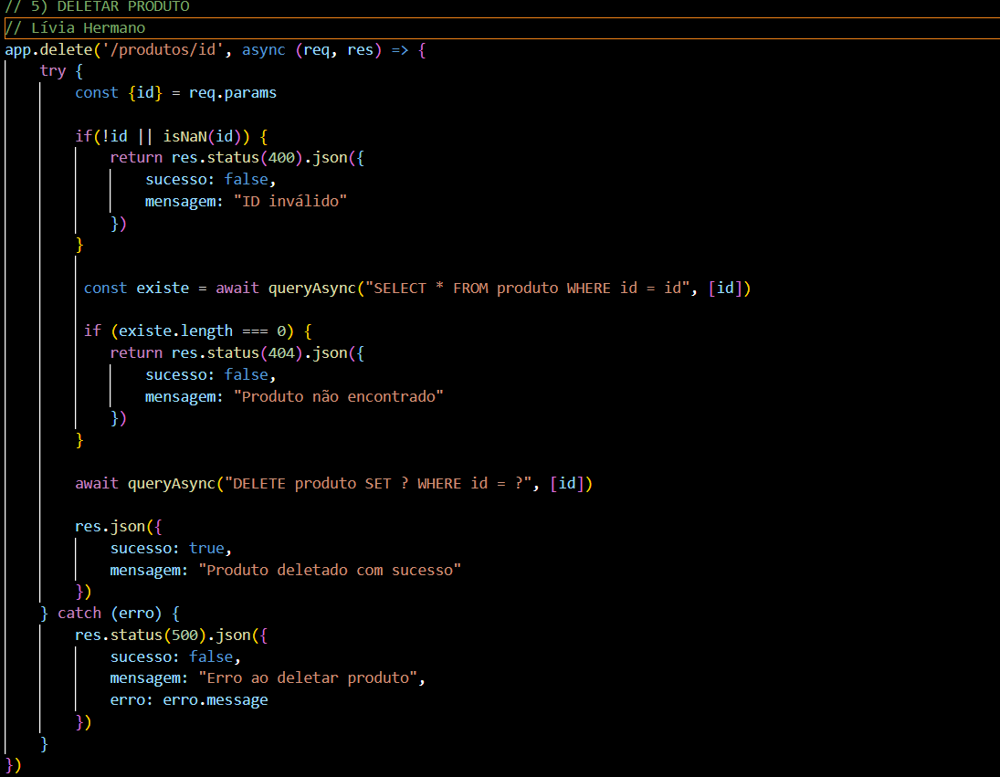 // 5) DELETAR PRODUTO
// Lívia Hermano
app.delete('/produtos/id', async (req, res) => {
    try {
        const {id} = req.params

        if(!id || isNaN(id)) {
            return res.status(400).json({
                sucesso: false,
                mensagem: "ID inválido"
            })
        }

         const existe = await queryAsync("SELECT * FROM produto WHERE id = id", [id])

         if (existe.length === 0) {
            return res.status(404).json({
                sucesso: false,
                mensagem: "Produto não encontrado"
            })
        }

        await queryAsync("DELETE produto SET ? WHERE id = ?", [id])

        res.json({
            sucesso: true,
            mensagem: "Produto deletado com sucesso"
        })
    } catch (erro) {
        res.status(500).json({
            sucesso: false,
            mensagem: "Erro ao deletar produto",
            erro: erro.message
        })
    }
})